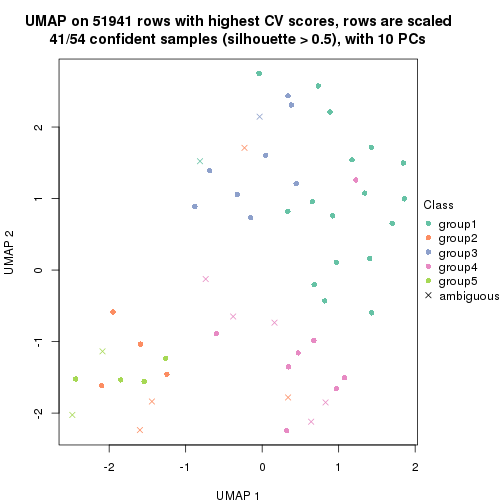 UMAP on 51941 rows with highest CV scores, rows are scaled
41/54 confident samples (silhouette > 0.5), with 10 PCs
UMAP 2
2
1
0
-1
-2
-2
-1
0
1
2
UMAP 1
Class
group1
group2
group3
group4
group5
ambiguous